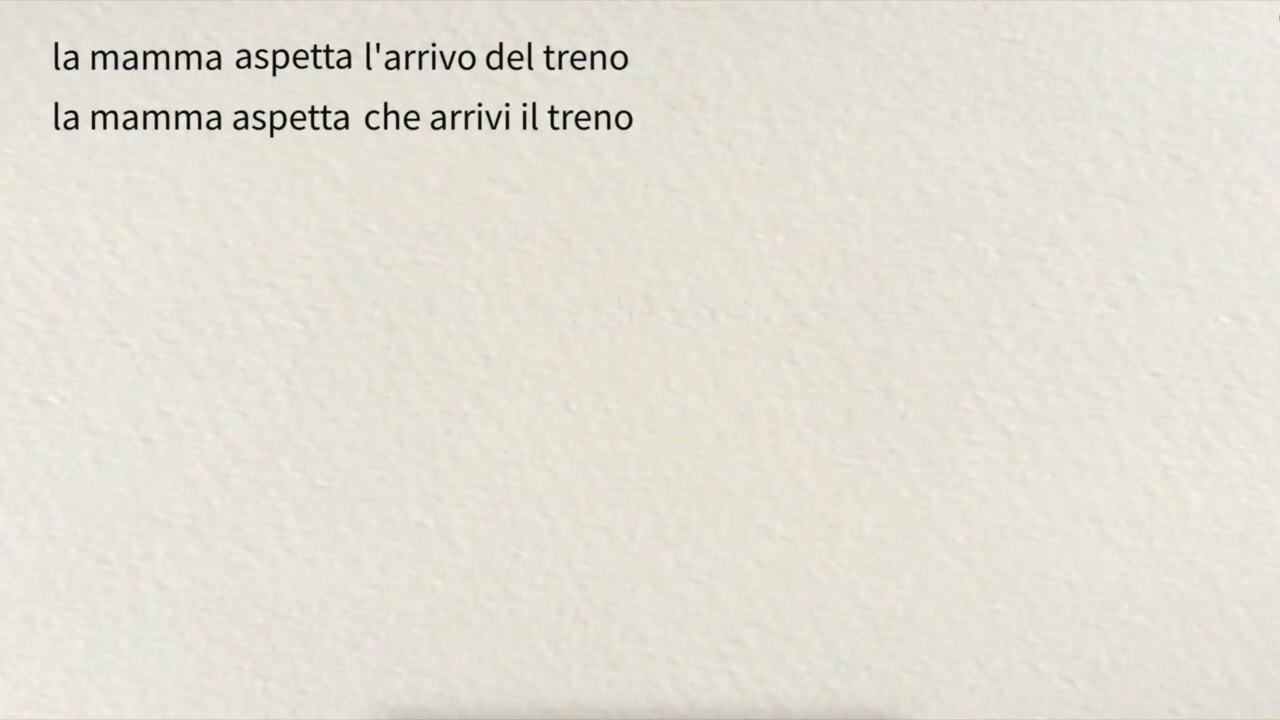 la mamma aspetta l'arrivo del treno
la mamma aspetta che arrivi il treno